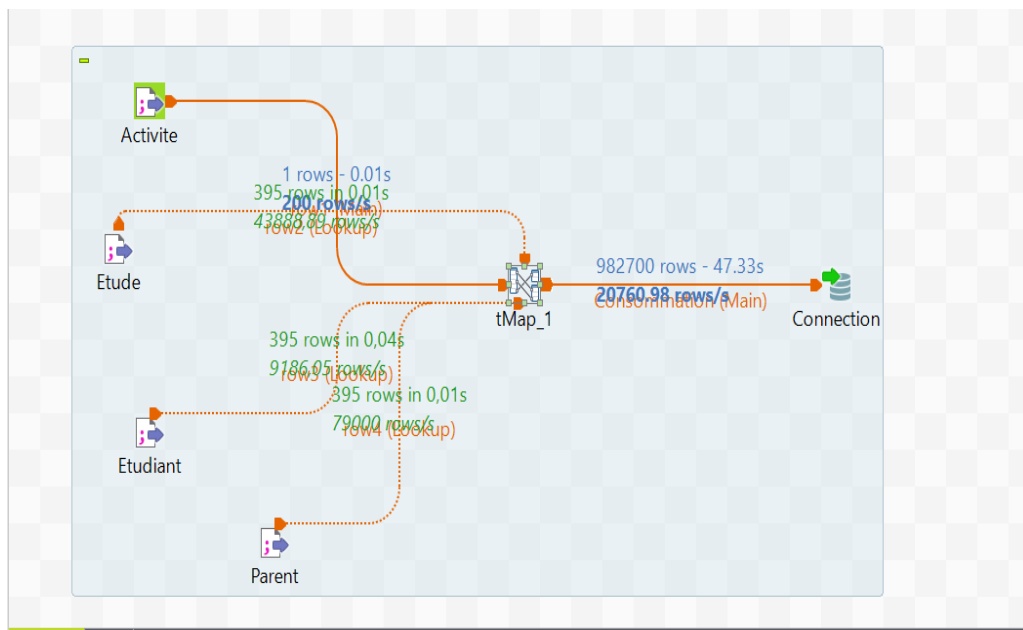 Activite
1 rows - 0.01s
395 rows in 0,01s
200 rows/s
row1 (Main)
43888,89 rows/s
row2 (Lookup)
Etude
982700 rows - 47.33s
20760.98 rows/s
Consommation (Main)
tMap_1
Connection
395 rows in 0,04s
9186,05 rows/s
row3 (Lookup)
395 rows in 0,01s
79000 rows/s
row4 (Lookup)
Etudiant
Parent